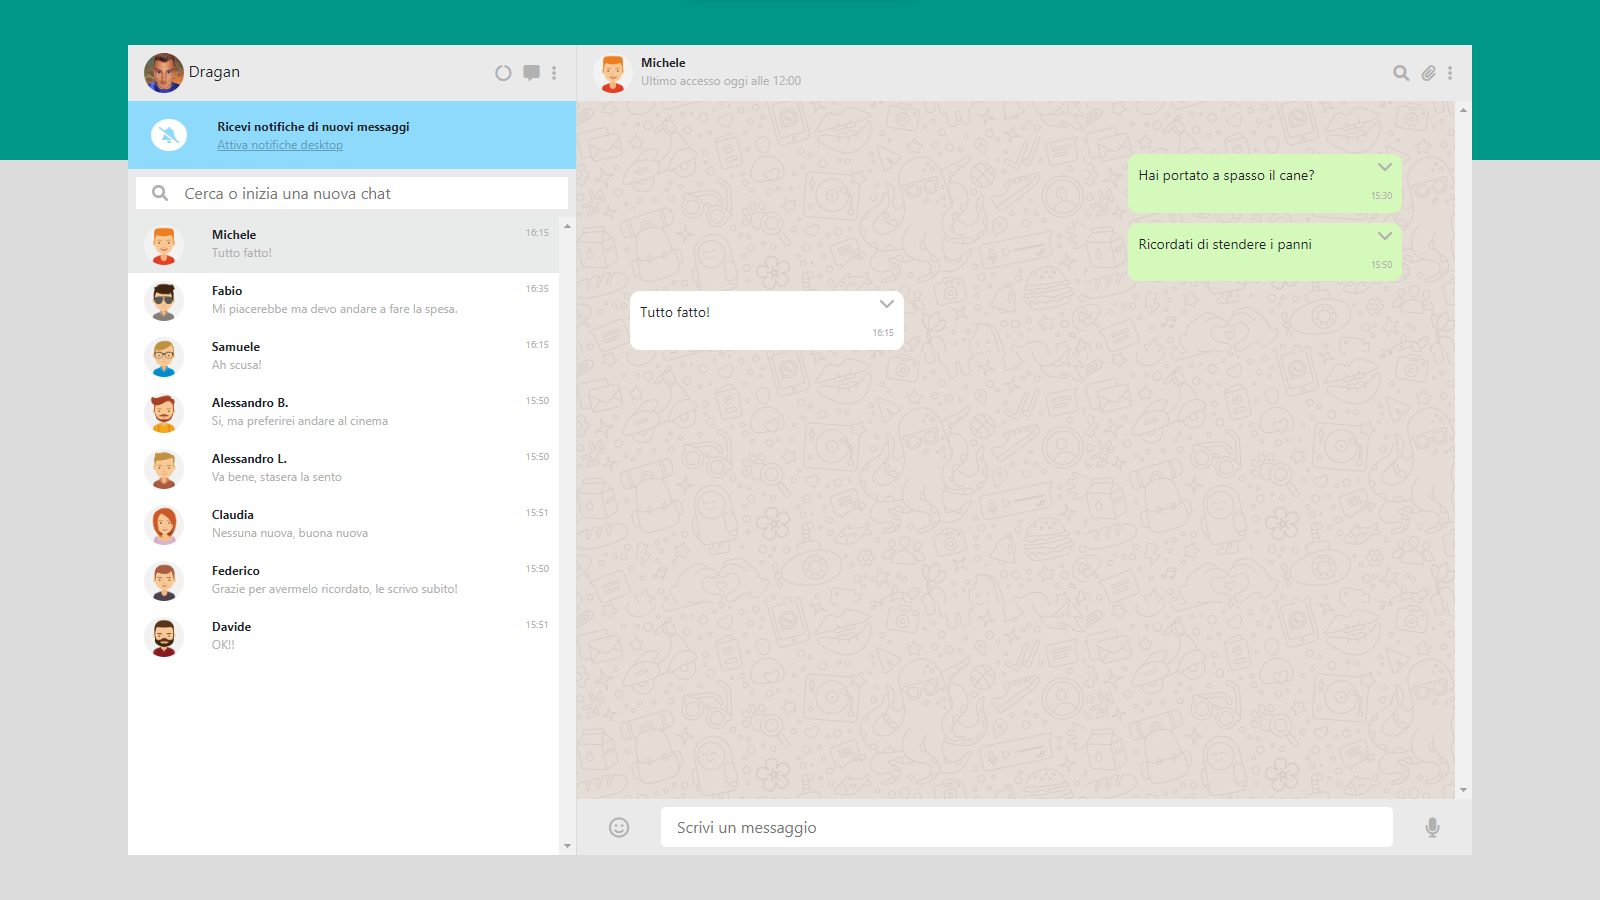 Dragan
Ricevi notifiche di nuovi messaggi
Attiva notifiche desktop
Cerca o inizia una nuova chat
Michele 16:15
Tutto fatto!
Fabio 16:35
Mi piacerebbe ma devo andare a fare la spesa.
Samuele 16:15
Ah scusa!
Alessandro B. 15:50
Si, ma preferirei andare al cinema
Alessandro L. 15:50
Va bene, stasera la sento
Claudia 15:51
Nessuna nuova, buona nuova
Federico 15:50
Grazie per avermelo ricordato, le scrivo subito!
Davide 15:51
OK!!
Michele
Ultimo accesso oggi alle 12:00
Hai portato a spasso il cane?
15:30
Ricordati di stendere i panni
15:50
Tutto fatto!
16:15
Scrivi un messaggio